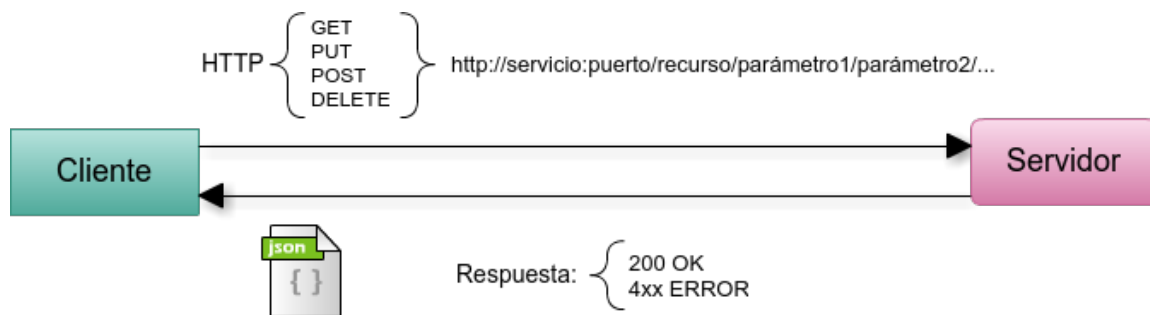 GET
PUT
HTTP
POST
DELETE
http://servicio:puerto/recurso/parámetro1/parámetro2/...
Cliente
Servidor
json
{ }
Respuesta:
200 OK
4xx ERROR